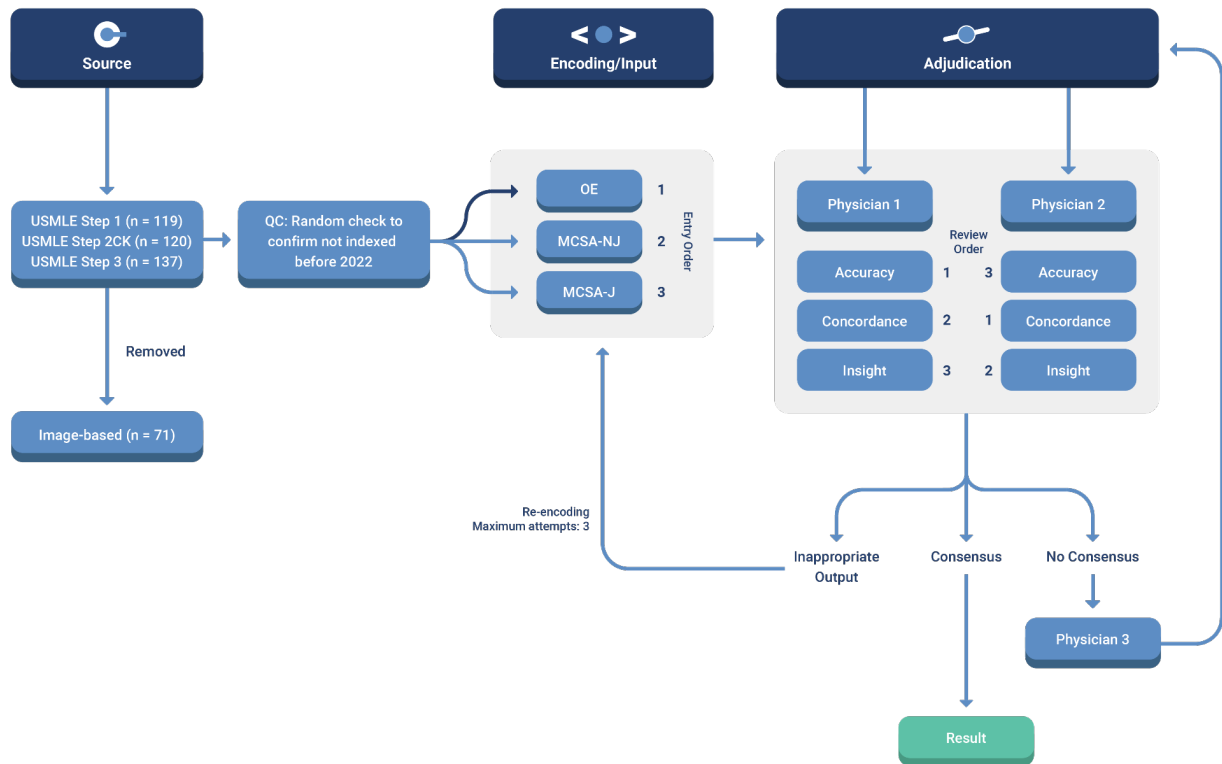 Source
Encoding/Input
Adjudication
USMLE Step 1 (n = 119)
USMLE Step 2CK (n = 120)
USMLE Step 3 (n = 137)
QC: Random check to
confirm not indexed
before 2022
OE 1
MCSA-NJ 2
MCSA-J 3
Entry Order
Physician 1
Physician 2
Review
Order
Accuracy 1 3 Accuracy
Concordance 2 1 Concordance
Insight 3 2 Insight
Removed
Image-based (n = 71)
Re-encoding
Maximum attempts: 3
Inappropriate
Output
Consensus
No Consensus
Physician 3
Result